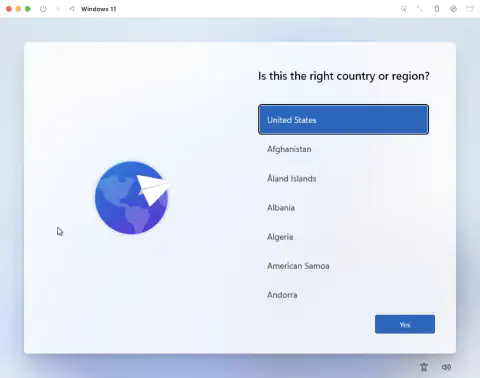 Windows 11
Is this the right country or region?
United States
Afghanistan
Åland Islands
Albania
Algeria
American Samoa
Andorra
Yes